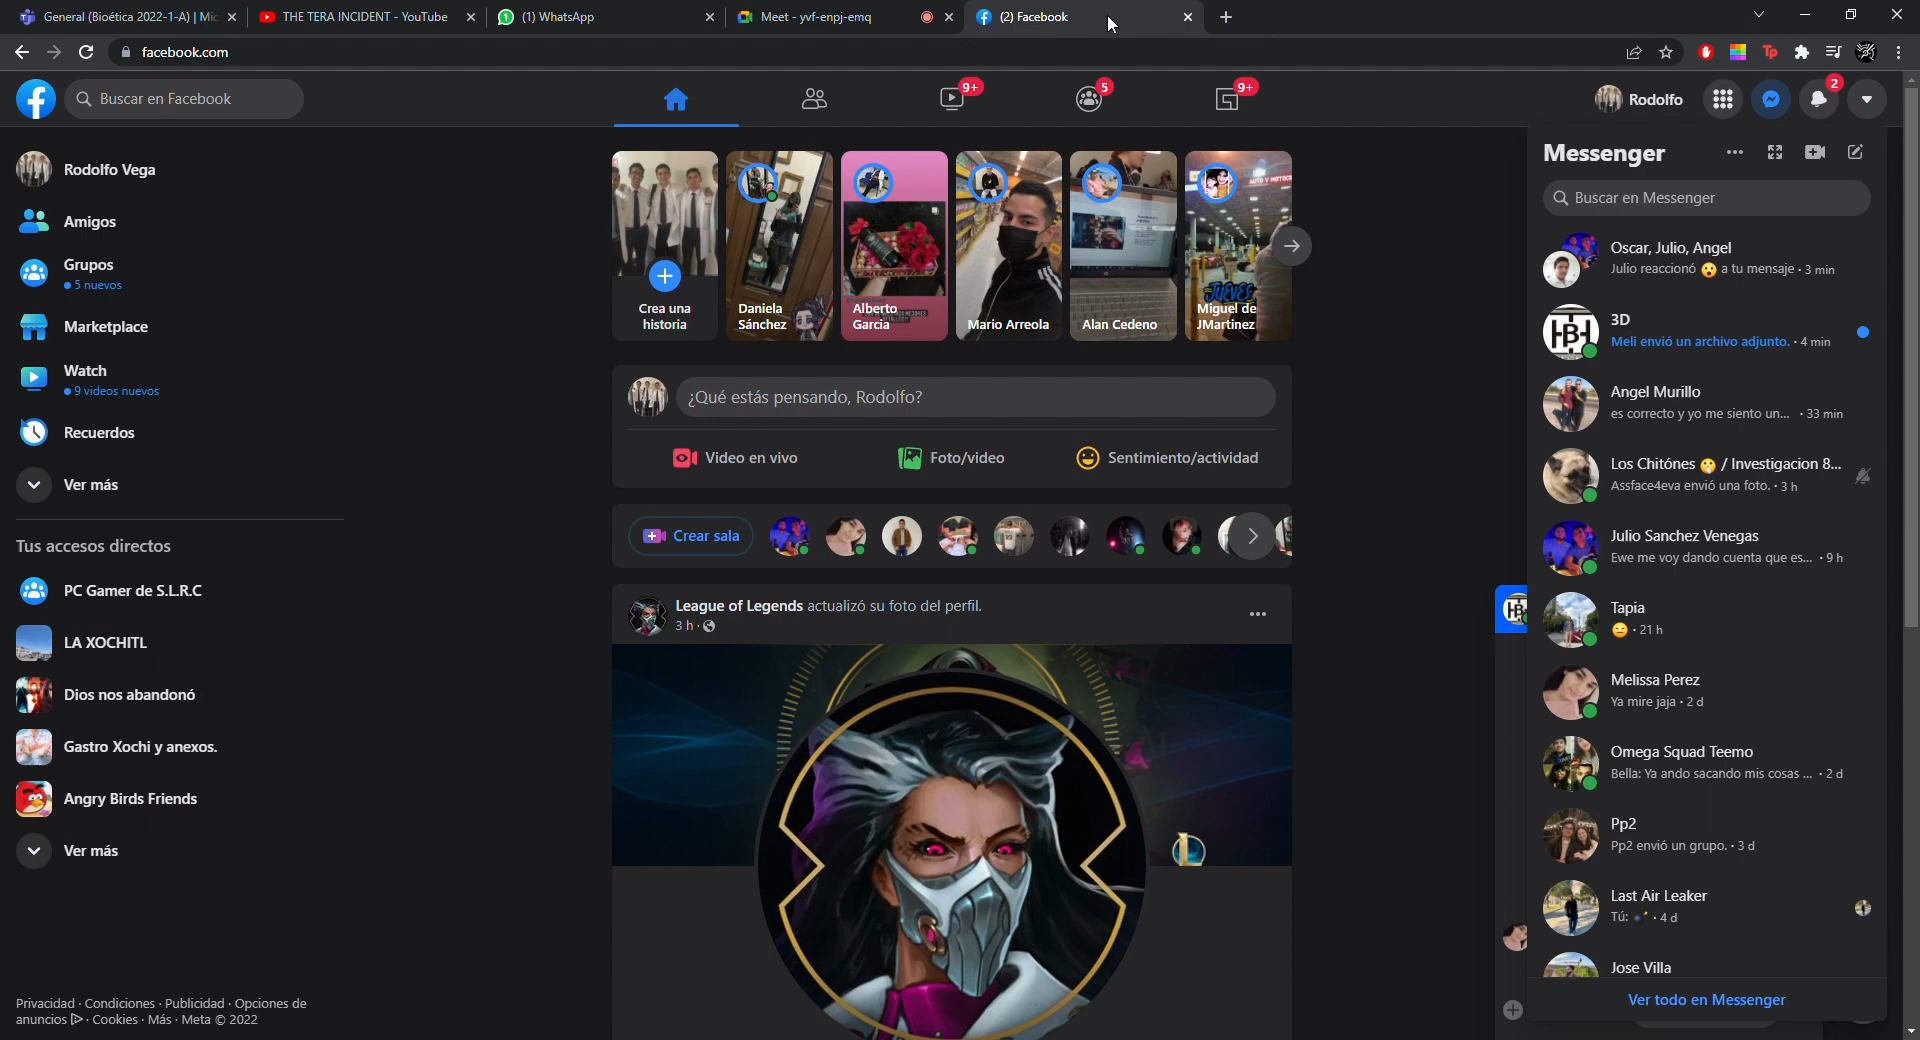 General (Bioética 2022-1-A) | Mic
THE TERA INCIDENT - YouTube
(1) WhatsApp
Meet - yvf-enpj-emq
(2) Facebook
facebook.com
Buscar en Facebook
9+
5
9+
Rodolfo
2
Rodolfo Vega
Amigos
Grupos
5 nuevos
Marketplace
Watch
9 videos nuevos
Recuerdos
Ver más
Tus accesos directos
PC Gamer de S.L.R.C
LA XOCHITL
Dios nos abandonó
Gastro Xochi y anexos.
Angry Birds Friends
Ver más
Privacidad · Condiciones · Publicidad · Opciones de
anuncios · Cookies · Más · Meta © 2022
Crea una
historia
Daniela
Sánchez
Alberto
Garcia
Mario Arreola
Alan Cedeno
AUTO Y MOTOC
JUEVES
Miguel de
JMartinez
¿Qué estás pensando, Rodolfo?
Video en vivo
Foto/video
Sentimiento/actividad
Crear sala
League of Legends actualizó su foto del perfil.
3 h ·
Messenger
Buscar en Messenger
Oscar, Julio, Angel
Julio reaccionó 😮 a tu mensaje · 3 min
3D
Meli envió un archivo adjunto. · 4 min
Angel Murillo
es correcto y yo me siento un... · 33 min
Los Chitónes 🤫 / Investigacion 8...
Assface4eva envió una foto. · 3 h
Julio Sanchez Venegas
Ewe me voy dando cuenta que es... · 9 h
Tapia
😑 · 21 h
Melissa Perez
Ya mire jaja · 2 d
Omega Squad Teemo
Bella: Ya ando sacando mis cosas ... · 2 d
Pp2
Pp2 envió un grupo. · 3 d
Last Air Leaker
Tú: · 4 d
Jose Villa
Ver todo en Messenger